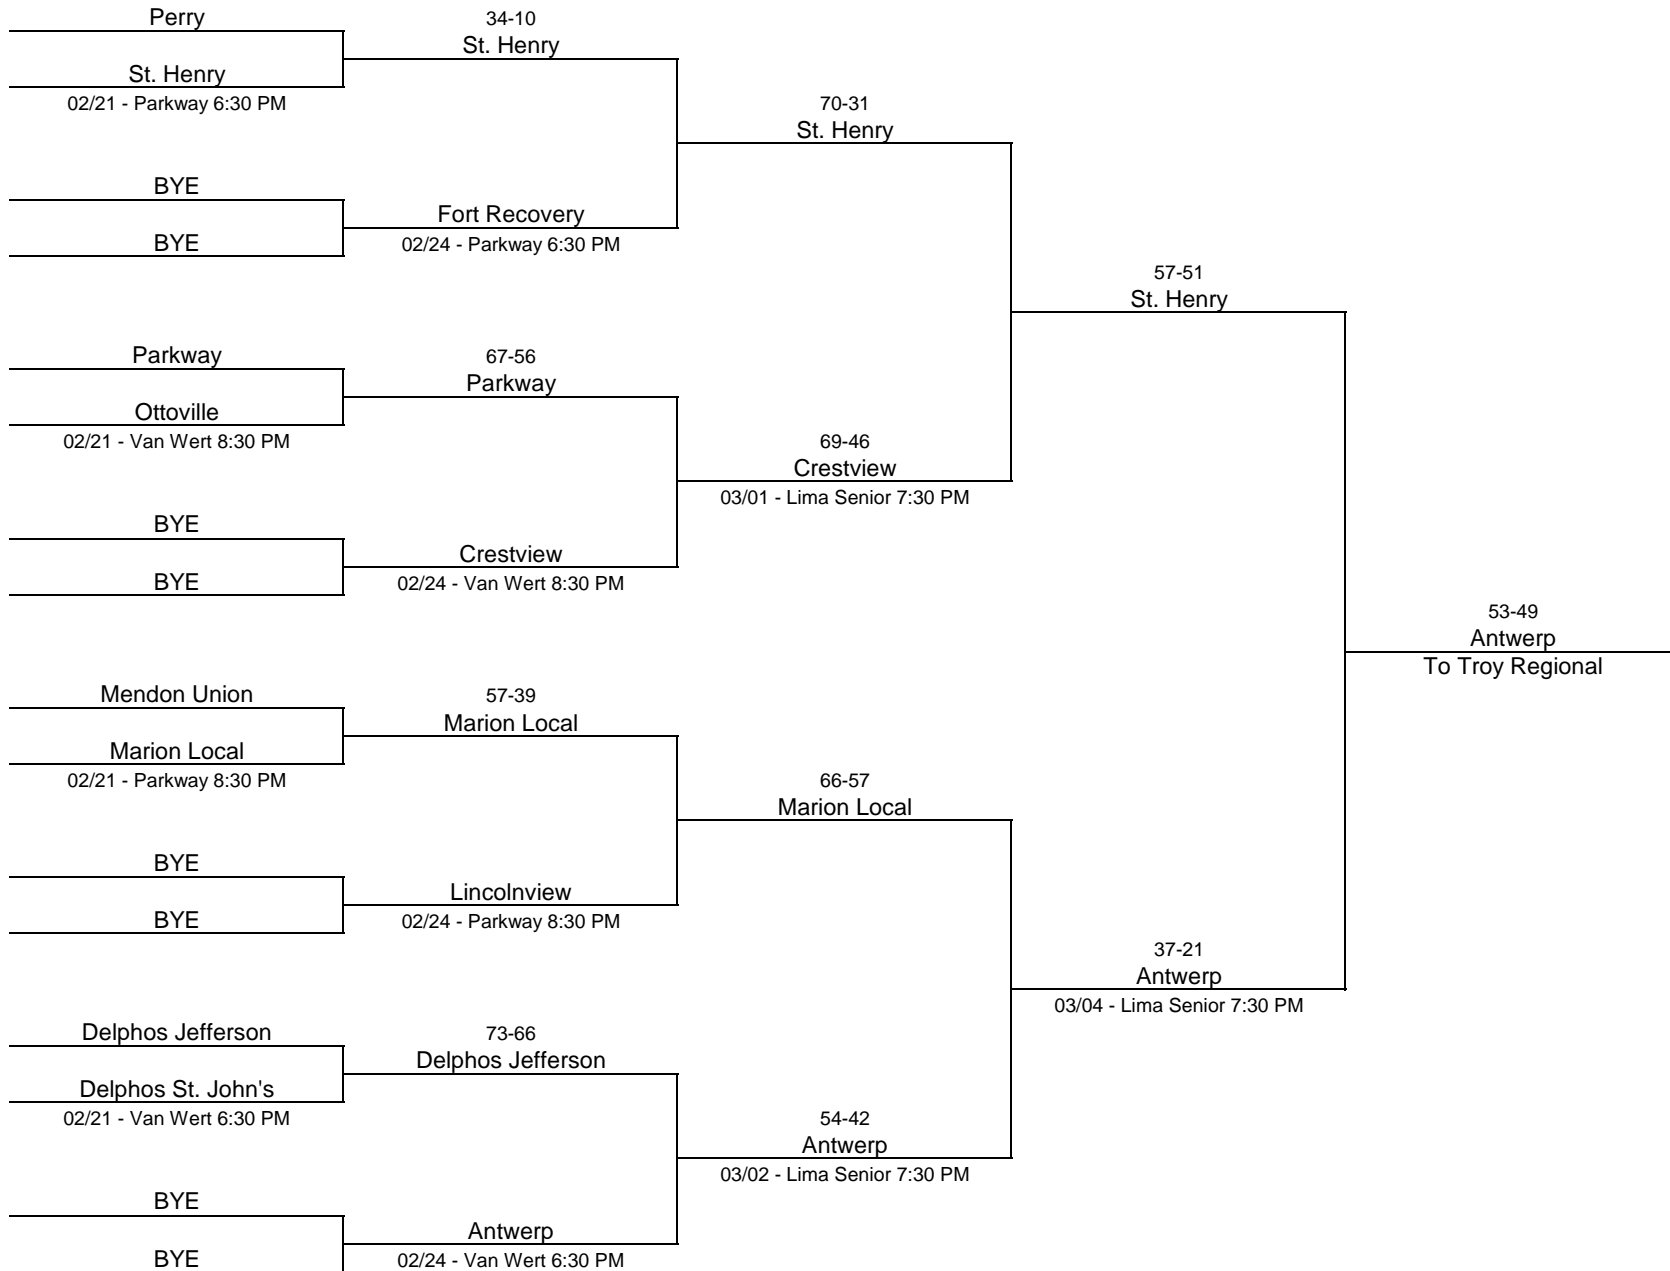 Perry
St. Henry
02/21 - Parkway 6:30 PM
BYE
BYE
Parkway
Ottoville
02/21 - Van Wert 8:30 PM
BYE
BYE
Mendon Union
Marion Local
02/21 - Parkway 8:30 PM
BYE
BYE
Delphos Jefferson
Delphos St. John's
02/21 - Van Wert 6:30 PM
BYE
BYE
34-10
St. Henry
Fort Recovery
02/24 - Parkway 6:30 PM
67-56
Parkway
Crestview
02/24 - Van Wert 8:30 PM
57-39
Marion Local
Lincolnview
02/24 - Parkway 8:30 PM
73-66
Delphos Jefferson
Antwerp
02/24 - Van Wert 6:30 PM
70-31
St. Henry
69-46
Crestview
03/01 - Lima Senior 7:30 PM
66-57
Marion Local
54-42
Antwerp
03/02 - Lima Senior 7:30 PM
57-51
St. Henry
37-21
Antwerp
03/04 - Lima Senior 7:30 PM
53-49
Antwerp
To Troy Regional